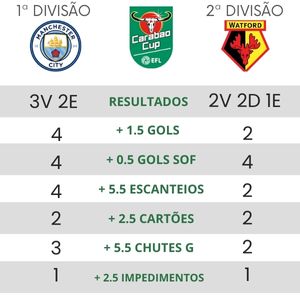 1ª DIVISÃO 2ª DIVISÃO
MANCHESTER CITY
Carabao Cup
EFL
WATFORD
3V 2E RESULTADOS 2V 2D 1E
4 + 1.5 GOLS 2
4 + 0.5 GOLS SOF 4
4 + 5.5 ESCANTEIOS 2
2 + 2.5 CARTÕES 2
3 + 5.5 CHUTES G 2
1 + 2.5 IMPEDIMENTOS 1